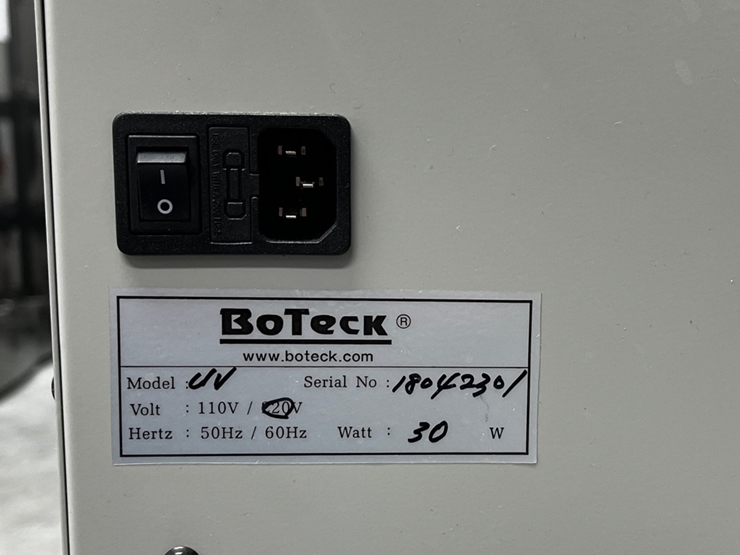 BoTeck ®
www.boteck.com
Model : UV Serial No : 18042301
Volt : 110V / 220V
Hertz : 50Hz / 60Hz Watt : 30 W